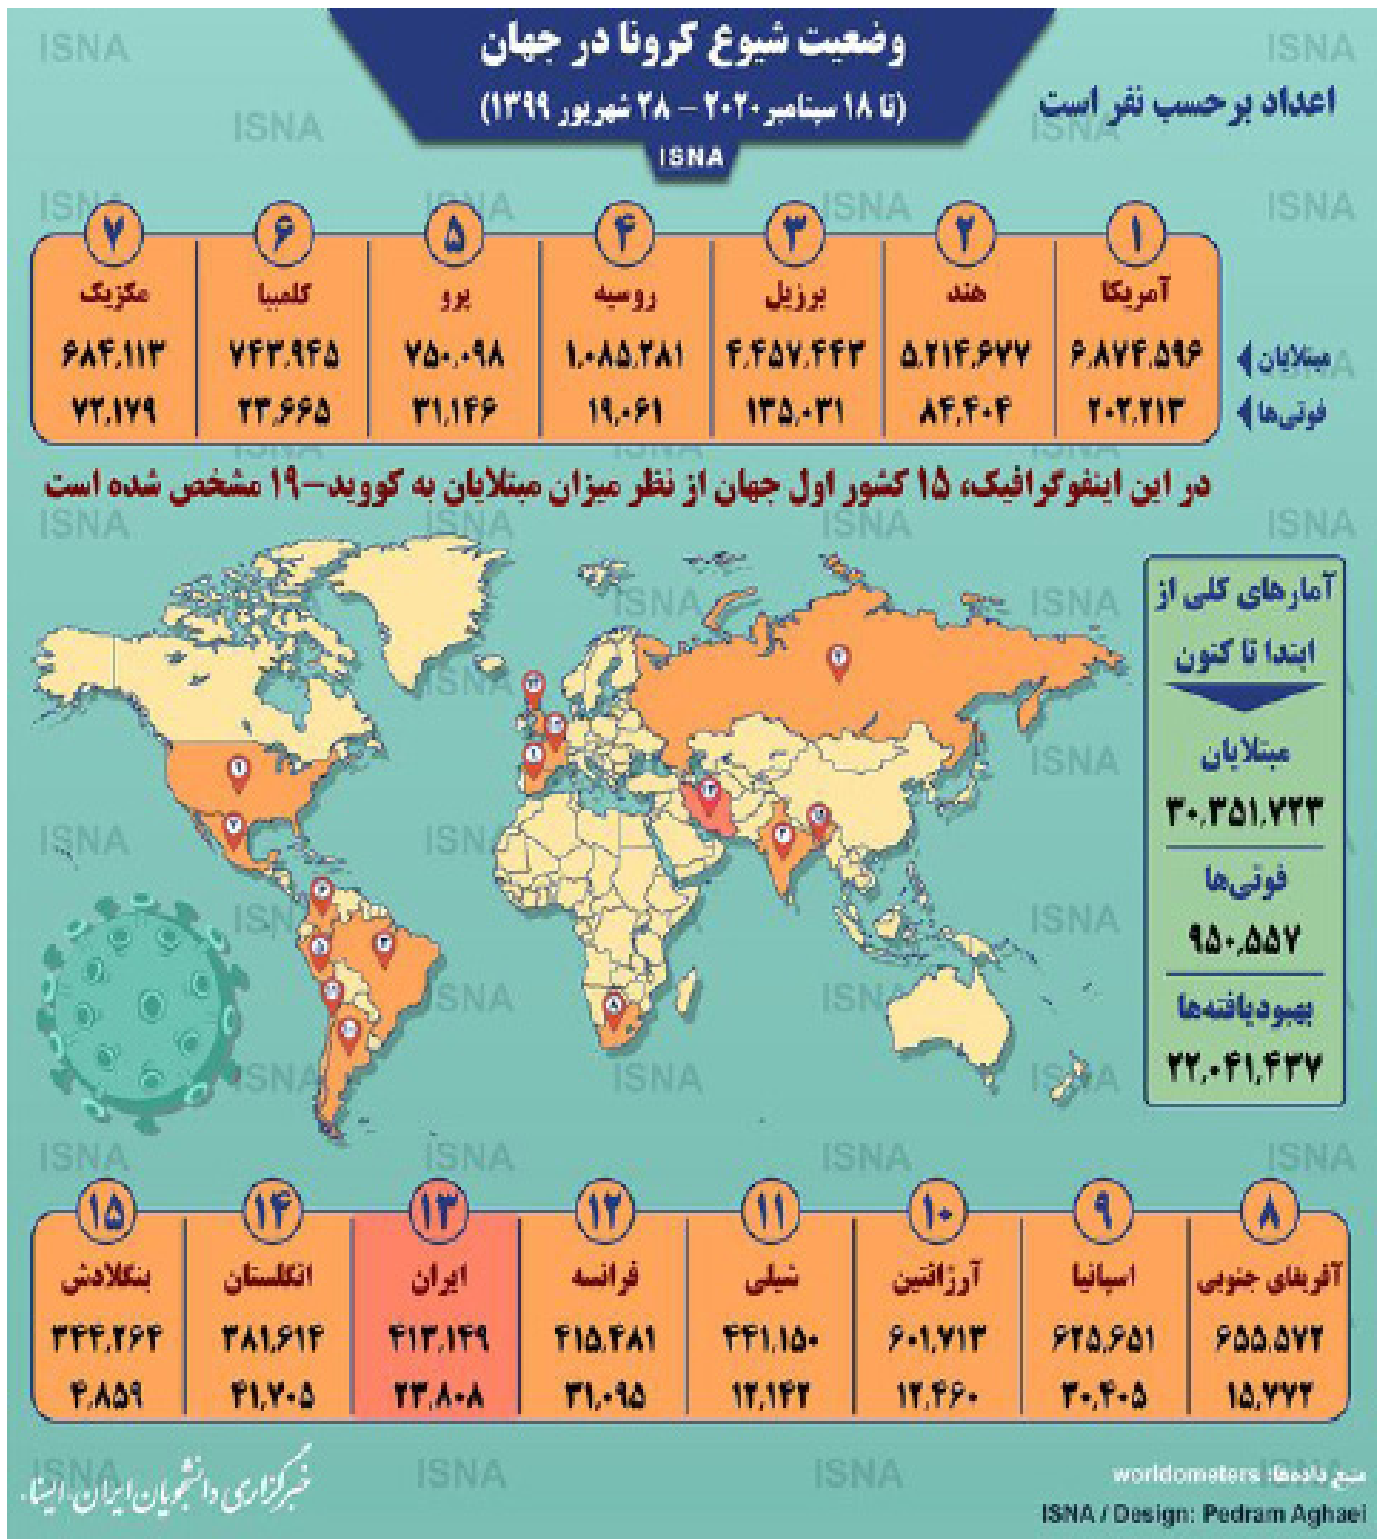 وضعیت شیوع کرونا در جهان
(تا ۱۸ سپتامبر ۲۰۲۰ – ۲۸ شهریور ۱۳۹۹)
ISNA
اعداد برحسب نفر است
۱ ۲ ۳ ۴ ۵ ۶ ۷
آمریکا هند برزیل روسیه پرو کلمبیا مکزیک
مبتلایان ۶,۸۷۴,۵۹۶ ۵,۲۱۴,۶۷۷ ۴,۴۵۷,۴۴۳ ۱,۰۸۵,۲۸۱ ۷۵۰,۰۹۸ ۷۴۳,۹۴۵ ۶۸۴,۱۱۳
فوتی‌ها ۲۰۲,۲۱۳ ۸۴,۴۰۴ ۱۳۵,۰۳۱ ۱۹,۰۶۱ ۳۱,۱۴۶ ۲۳,۶۶۵ ۷۲,۱۷۹
در این اینفوگرافیک، ۱۵ کشور اول جهان از نظر میزان مبتلایان به کووید–۱۹ مشخص شده است
آمارهای کلی از
ابتدا تا کنون
مبتلایان
۳۰,۳۵۱,۷۲۳
فوتی‌ها
۹۵۰,۵۵۷
بهبودیافته‌ها
۲۲,۰۴۱,۴۳۷
۸ ۹ ۱۰ ۱۱ ۱۲ ۱۳ ۱۴ ۱۵
آفریقای جنوبی اسپانیا آرژانتین شیلی فرانسه ایران انگلستان بنگلادش
۶۵۵,۵۷۲ ۶۲۵,۶۵۱ ۶۰۱,۷۱۳ ۴۴۱,۱۵۰ ۴۱۵,۴۸۱ ۴۱۳,۱۴۹ ۳۸۱,۶۱۴ ۳۴۴,۲۶۴
۱۵,۷۷۲ ۳۰,۴۰۵ ۱۲,۴۶۰ ۱۲,۱۴۲ ۳۱,۰۹۵ ۲۳,۸۰۸ ۴۱,۷۰۵ ۴,۸۵۹
منبع داده‌ها: worldometers
ISNA / Design: Pedram Aghaei
خبرگزاری دانشجویان ایران، ایسنا.